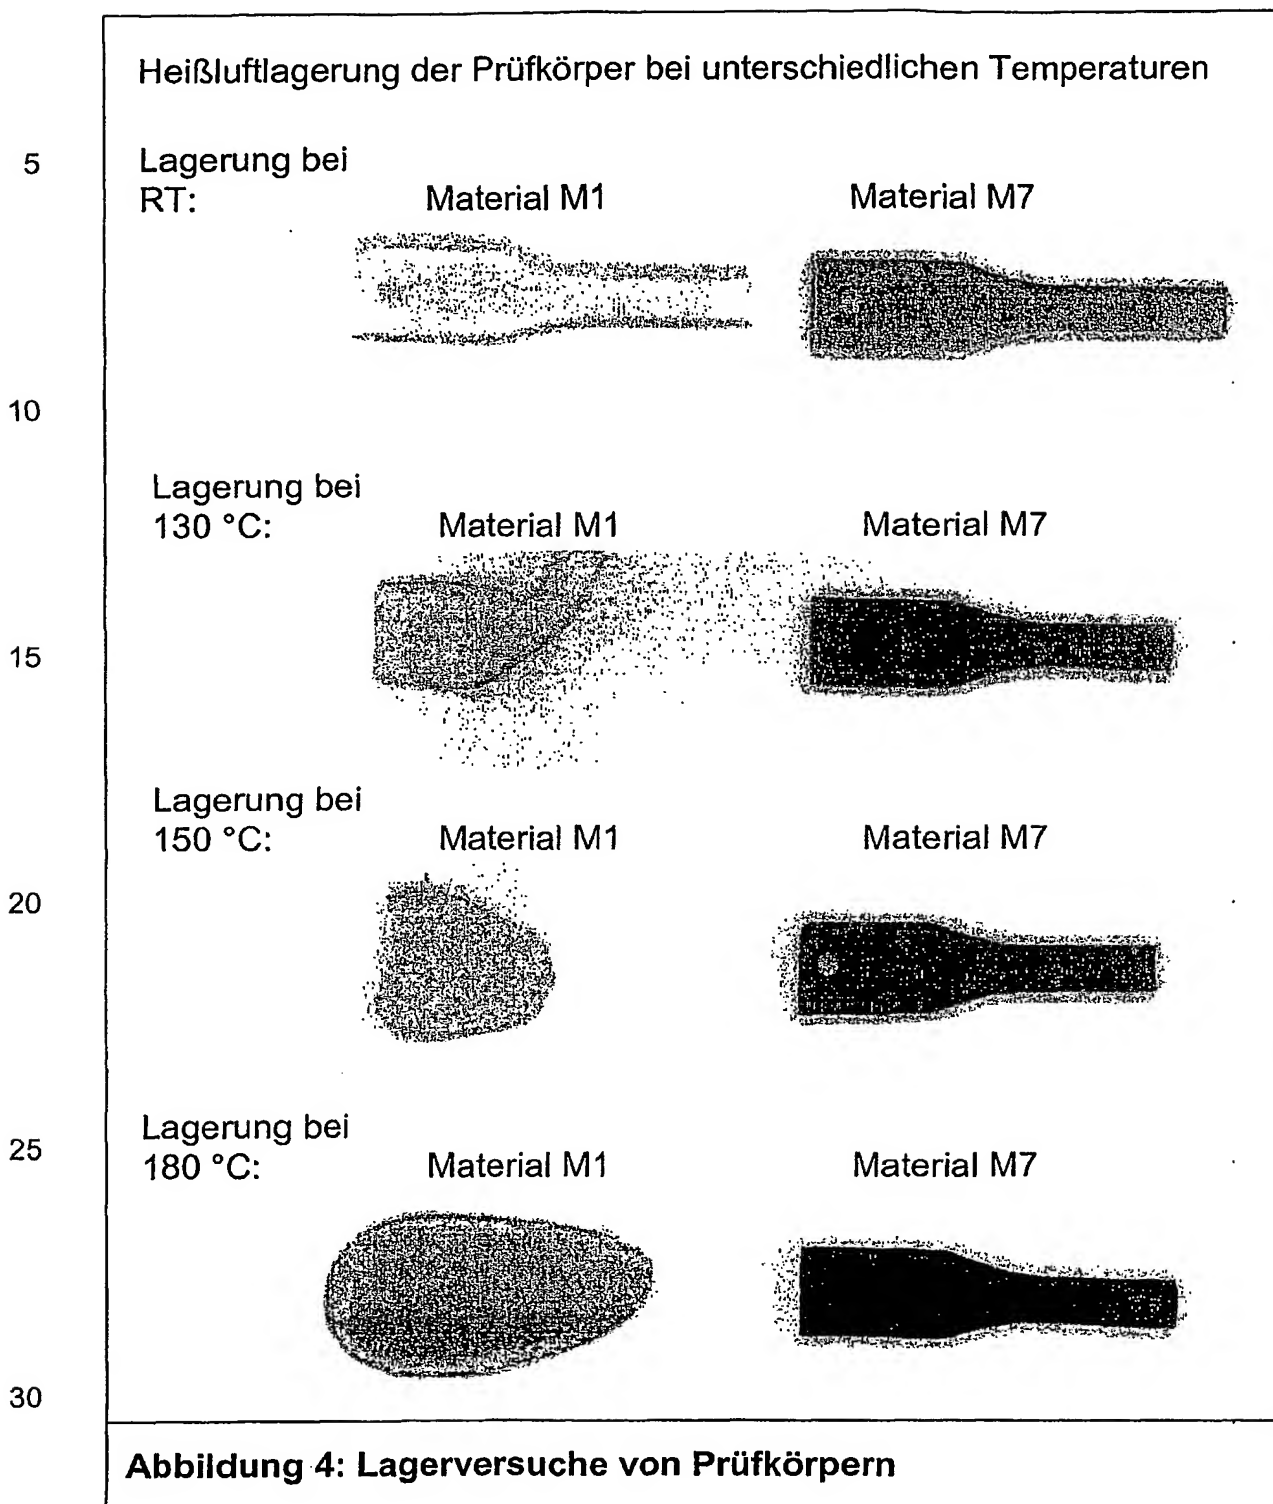 Heißluftlagerung der Prüfkörper bei unterschiedlichen Temperaturen
5
Lagerung bei
RT:
Material M1
Material M7
10
Lagerung bei
130 °C:
Material M1
Material M7
15
Lagerung bei
150 °C:
Material M1
Material M7
20
Lagerung bei
180 °C:
Material M1
Material M7
25
30
Abbildung 4: Lagerversuche von Prüfkörpern